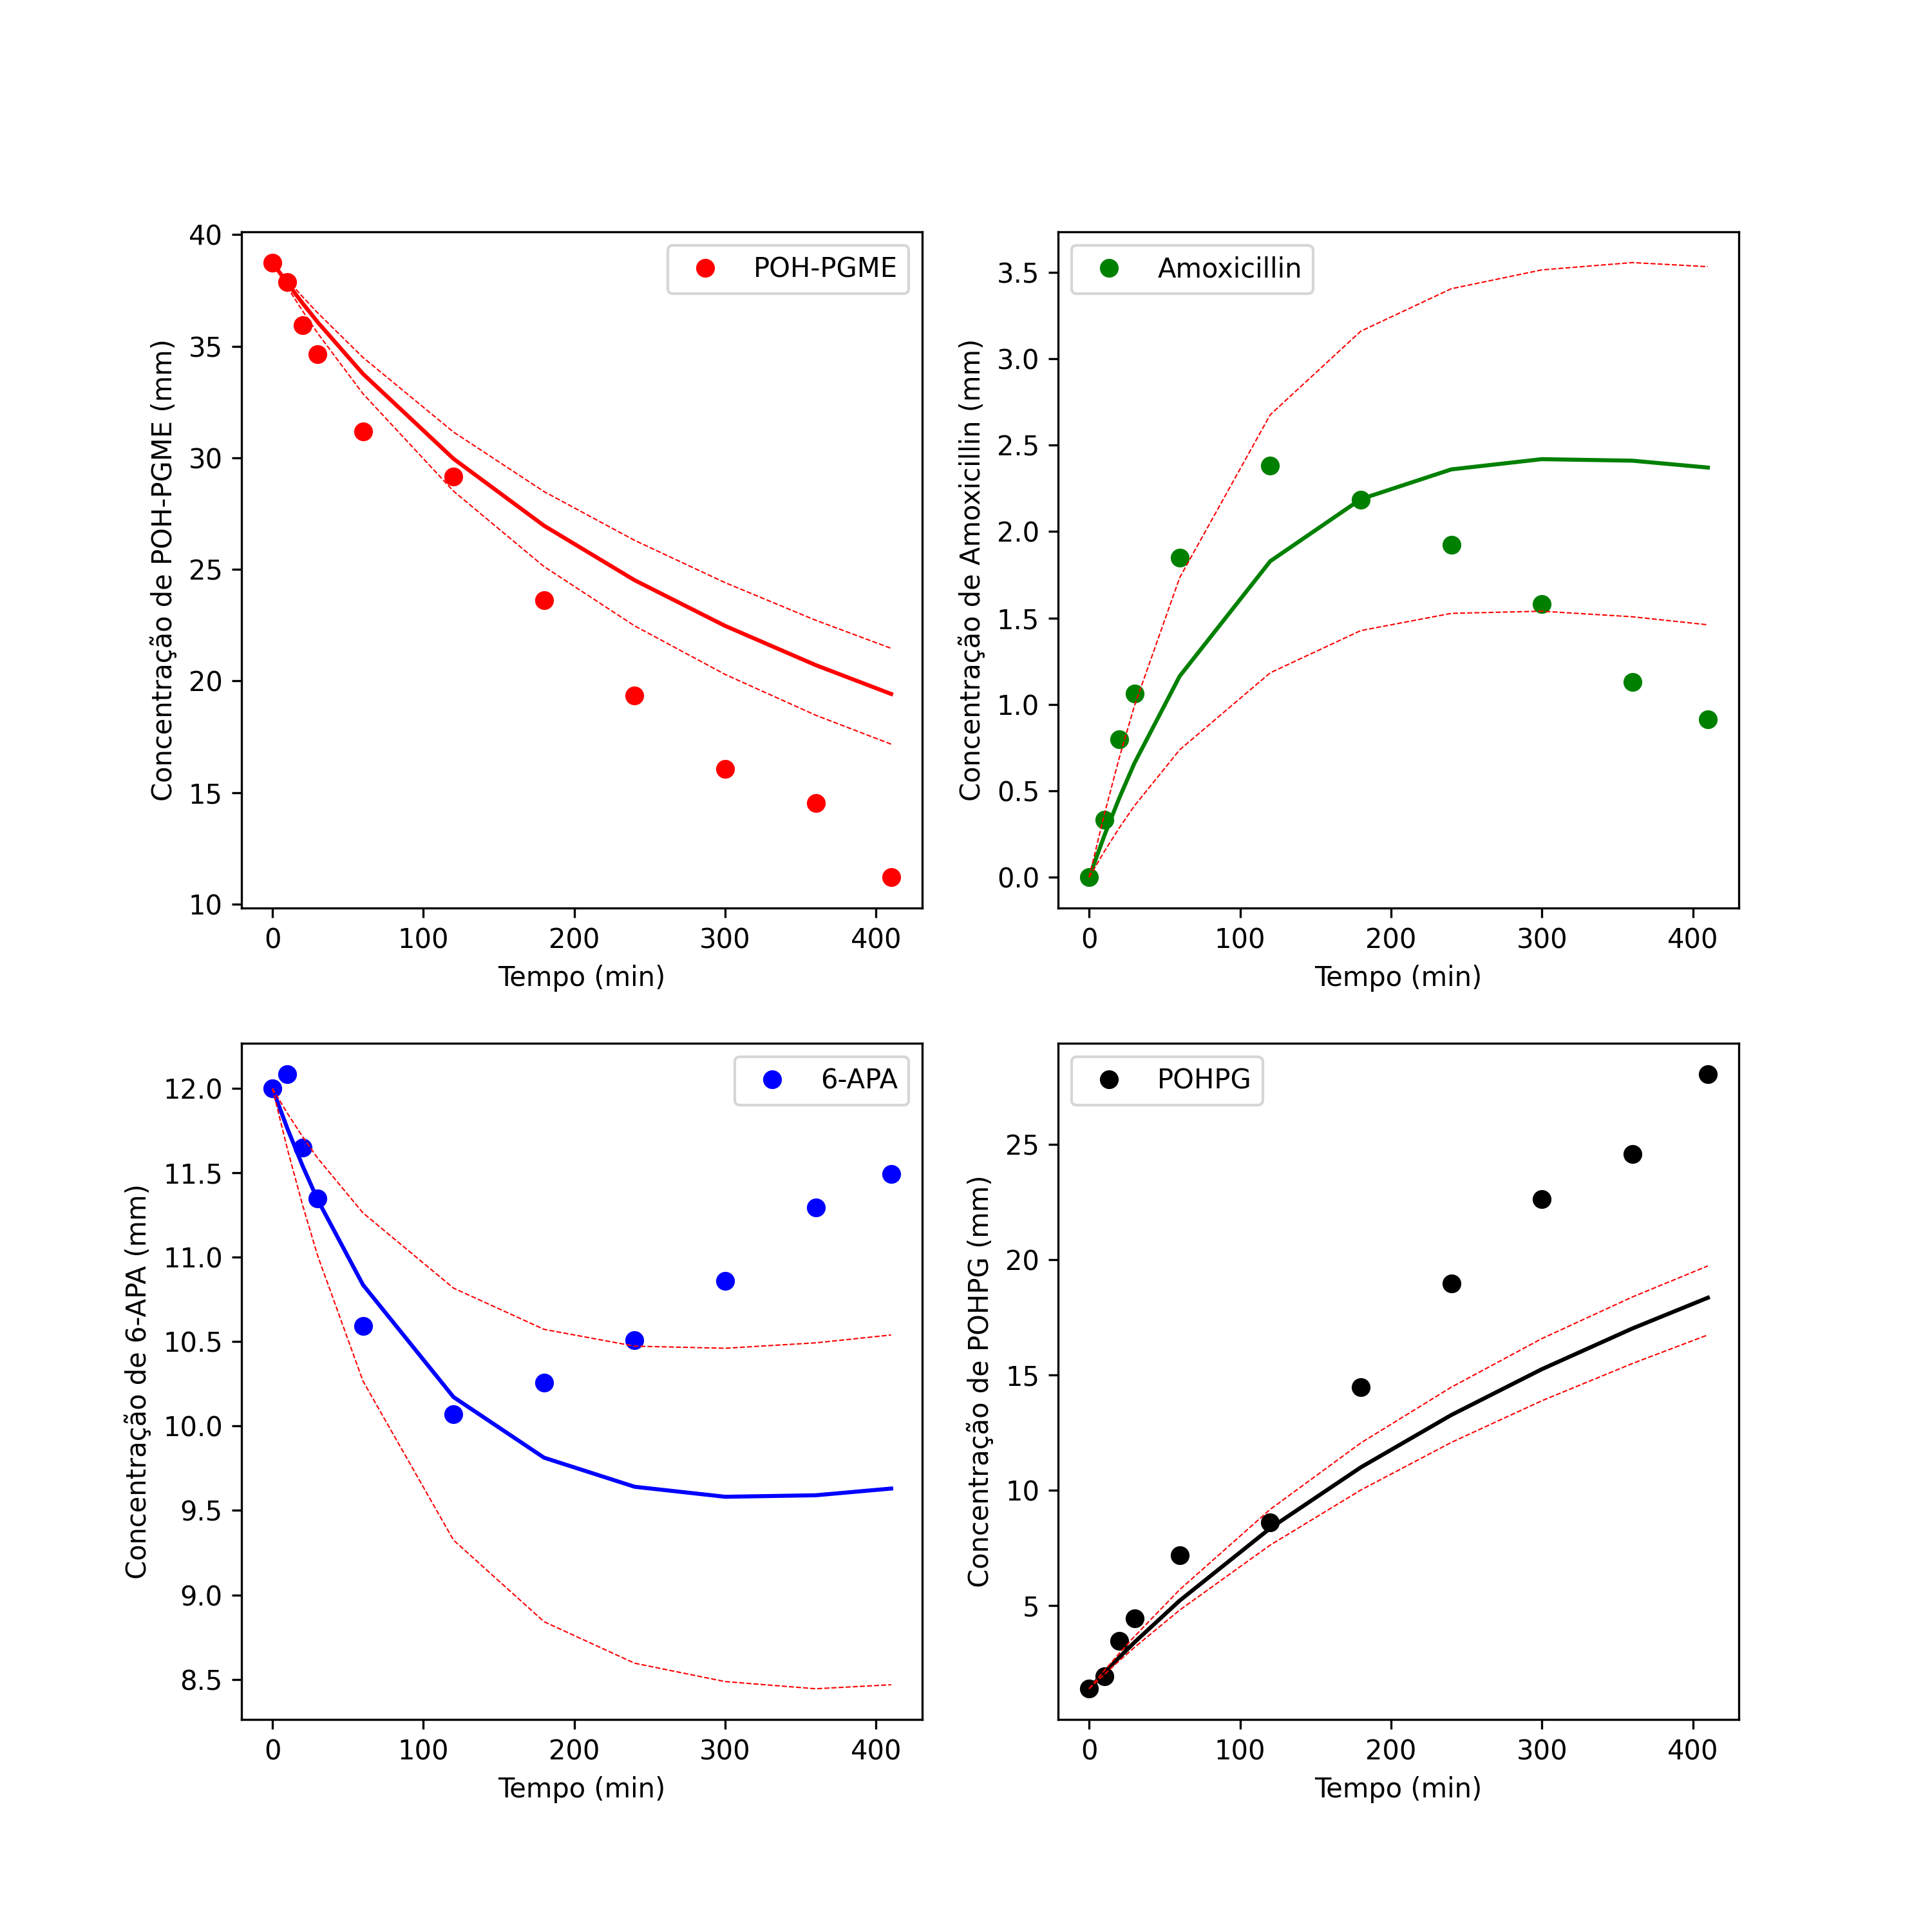 POH-PGME
40
35
30
25
20
15
10
Concentração de POH-PGME (mm)
0 100 200 300 400
Tempo (min)
Amoxicillin
3.5
3.0
2.5
2.0
1.5
1.0
0.5
0.0
Concentração de Amoxicillin (mm)
0 100 200 300 400
Tempo (min)
6-APA
12.0
11.5
11.0
10.5
10.0
9.5
9.0
8.5
Concentração de 6-APA (mm)
0 100 200 300 400
Tempo (min)
POHPG
25
20
15
10
5
Concentração de POHPG (mm)
0 100 200 300 400
Tempo (min)